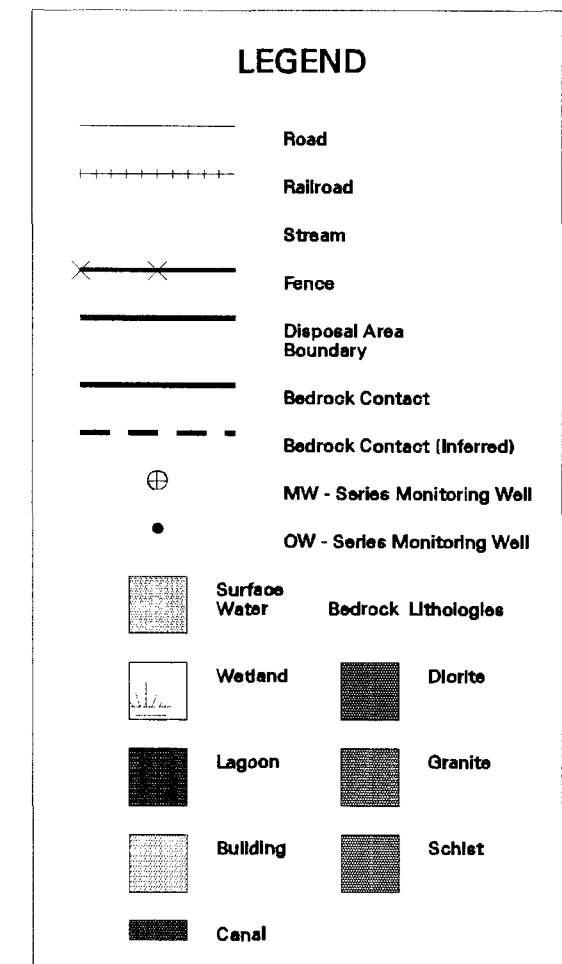 LEGEND
Road
Railroad
Stream
Fence
Disposal Area
Boundary
Bedrock Contact
Bedrock Contact (Inferred)
MW - Series Monitoring Well
OW - Series Monitoring Well
Surface
Water
Bedrock Lithologies
Wetland
Diorite
Lagoon
Granite
Building
Schist
Canal